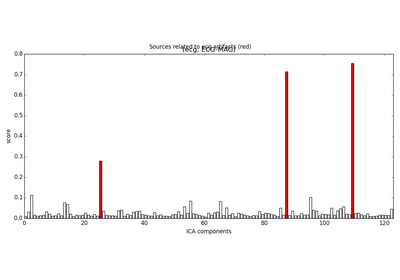 Sources related to ecg artifacts (red)
(ecg, ECG-MAG)
0.8
0.7
0.6
0.5
0.4
0.3
0.2
0.1
0.0
score
0 20 40 60 80 100 120
ICA components